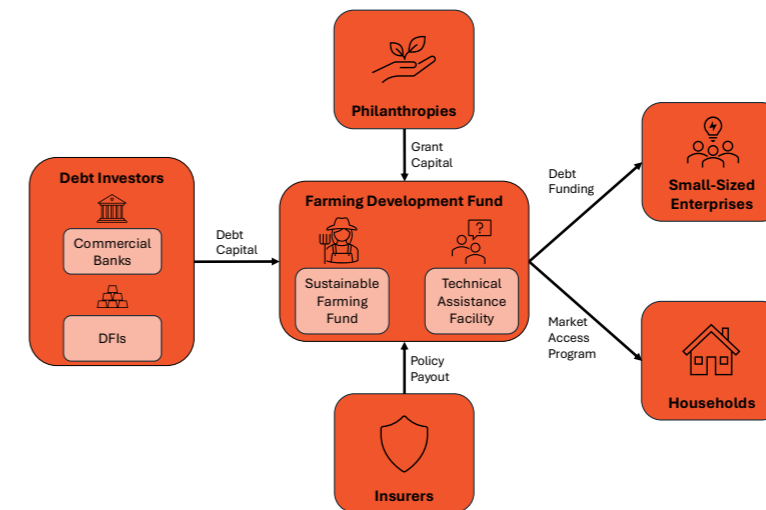 Philanthropies
Grant
Capital
Debt Investors
Commercial
Banks
DFIs
Debt
Capital
Farming Development Fund
Sustainable
Farming
Fund
?
Technical
Assistance
Facility
Debt
Funding
Small-Sized
Enterprises
Market
Access
Program
Households
Policy
Payout
Insurers